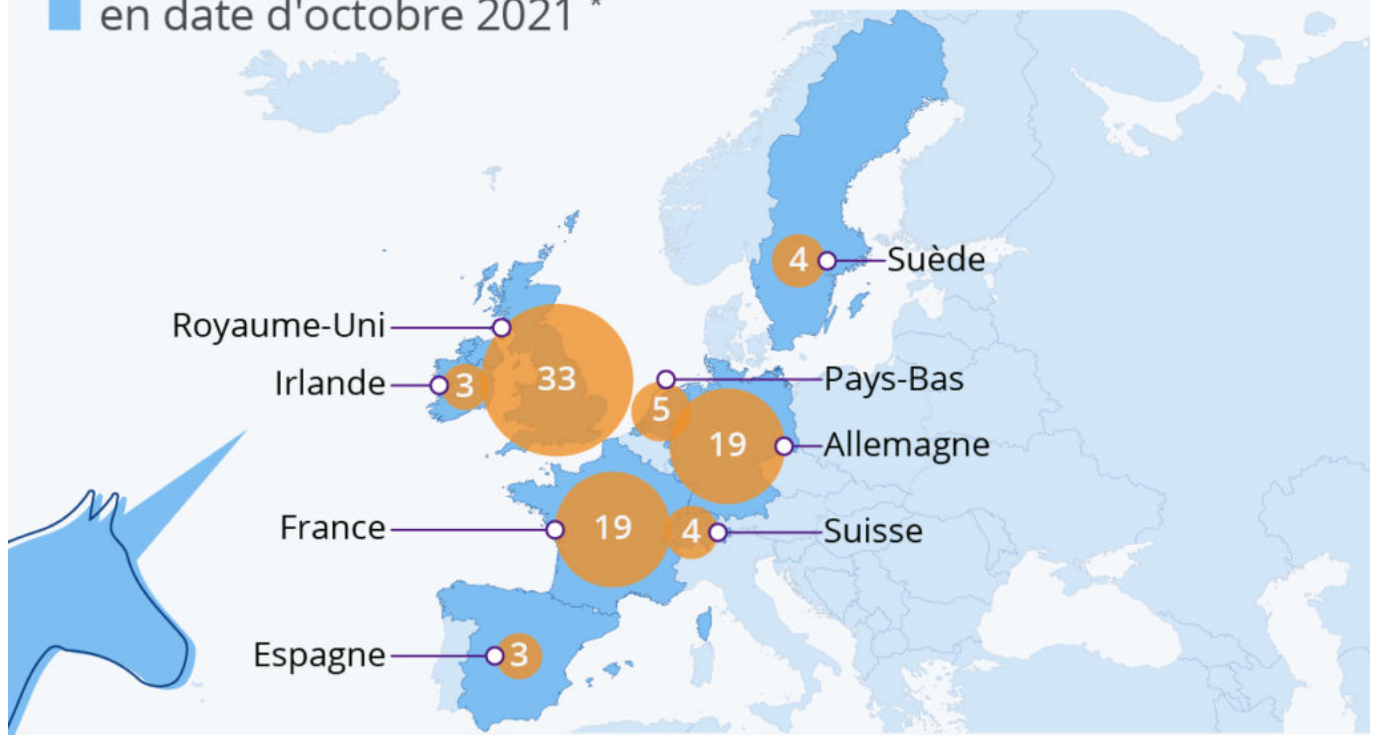 en date d'octobre 2021 *
4 Suède
Royaume-Uni
33
Irlande 3
Pays-Bas
5
19 Allemagne
France 19
4 Suisse
Espagne 3